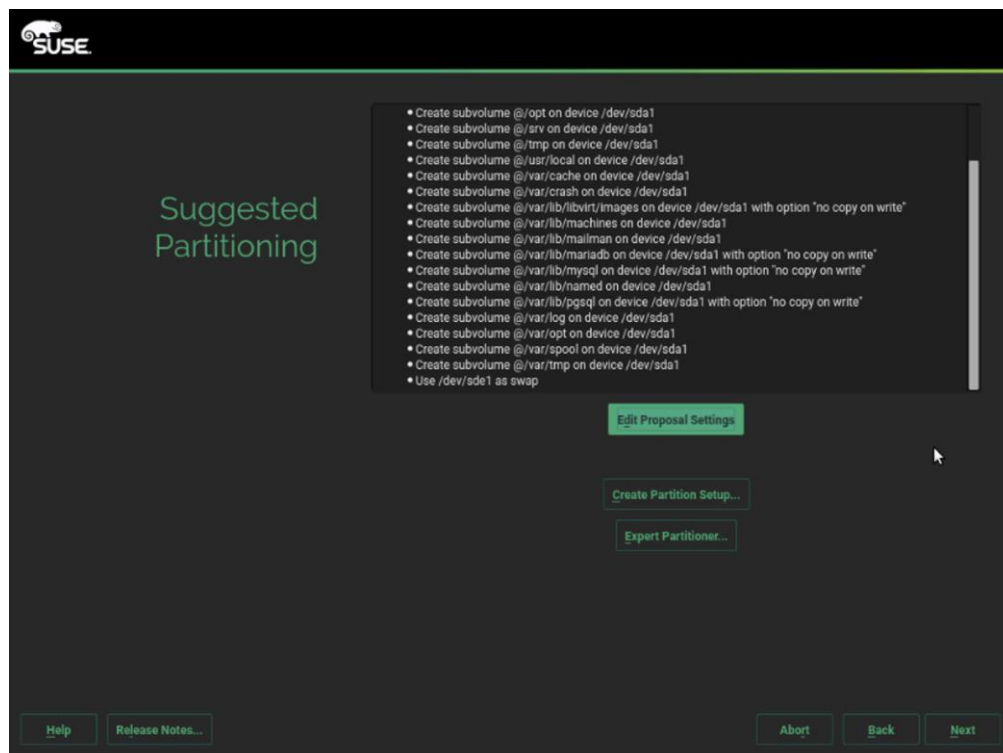 SUSE.
Suggested
Partitioning
• Create subvolume @/opt on device /dev/sda1
• Create subvolume @/srv on device /dev/sda1
• Create subvolume @/tmp on device /dev/sda1
• Create subvolume @/usr/local on device /dev/sda1
• Create subvolume @/var/cache on device /dev/sda1
• Create subvolume @/var/crash on device /dev/sda1
• Create subvolume @/var/lib/libvirt/images on device /dev/sda1 with option "no copy on write"
• Create subvolume @/var/lib/machines on device /dev/sda1
• Create subvolume @/var/lib/mailman on device /dev/sda1
• Create subvolume @/var/lib/mariadb on device /dev/sda1 with option "no copy on write"
• Create subvolume @/var/lib/mysql on device /dev/sda1 with option "no copy on write"
• Create subvolume @/var/lib/named on device /dev/sda1
• Create subvolume @/var/lib/pgsql on device /dev/sda1 with option "no copy on write"
• Create subvolume @/var/log on device /dev/sda1
• Create subvolume @/var/opt on device /dev/sda1
• Create subvolume @/var/spool on device /dev/sda1
• Create subvolume @/var/tmp on device /dev/sda1
• Use /dev/sde1 as swap
Edit Proposal Settings
Create Partition Setup...
Expert Partitioner...
Help Release Notes... Abort Back Next